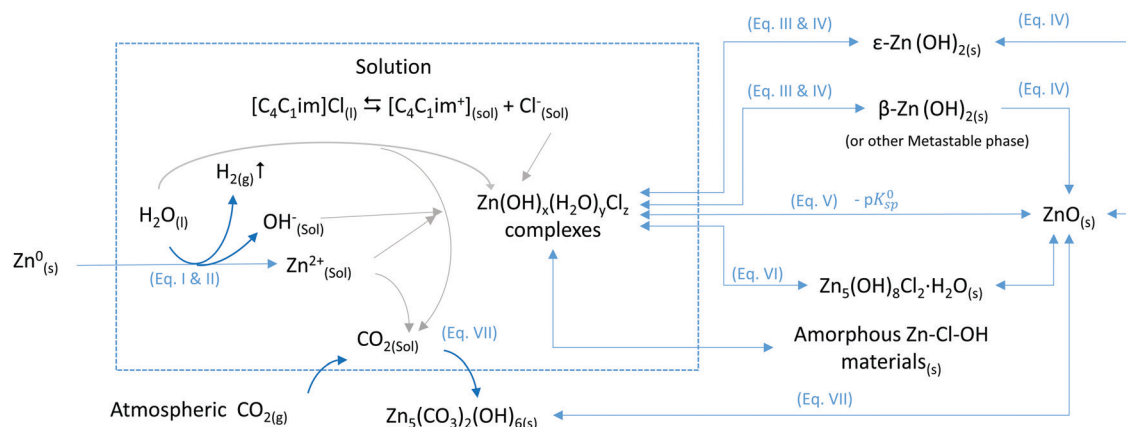 (Eq. III & IV)
ε-Zn (OH)2(s)
(Eq. IV)
Solution
[C4C1im]Cl(l) ⇆ [C4C1im+](sol) + Cl-(Sol)
(Eq. III & IV)
β-Zn (OH)2(s)
(Eq. IV)
(or other Metastable phase)
H2(g)↑
H2O(l)
OH-(Sol)
Zn(OH)x(H2O)yClz
complexes
(Eq. V) - pK0sp
ZnO(s)
Zn0(s)
(Eq. I & II)
Zn2+(Sol)
(Eq. VI)
Zn5(OH)8Cl2·H2O(s)
CO2(Sol)
(Eq. VII)
Amorphous Zn-Cl-OH
materials(s)
Atmospheric CO2(g)
Zn5(CO3)2(OH)6(s)
(Eq. VII)